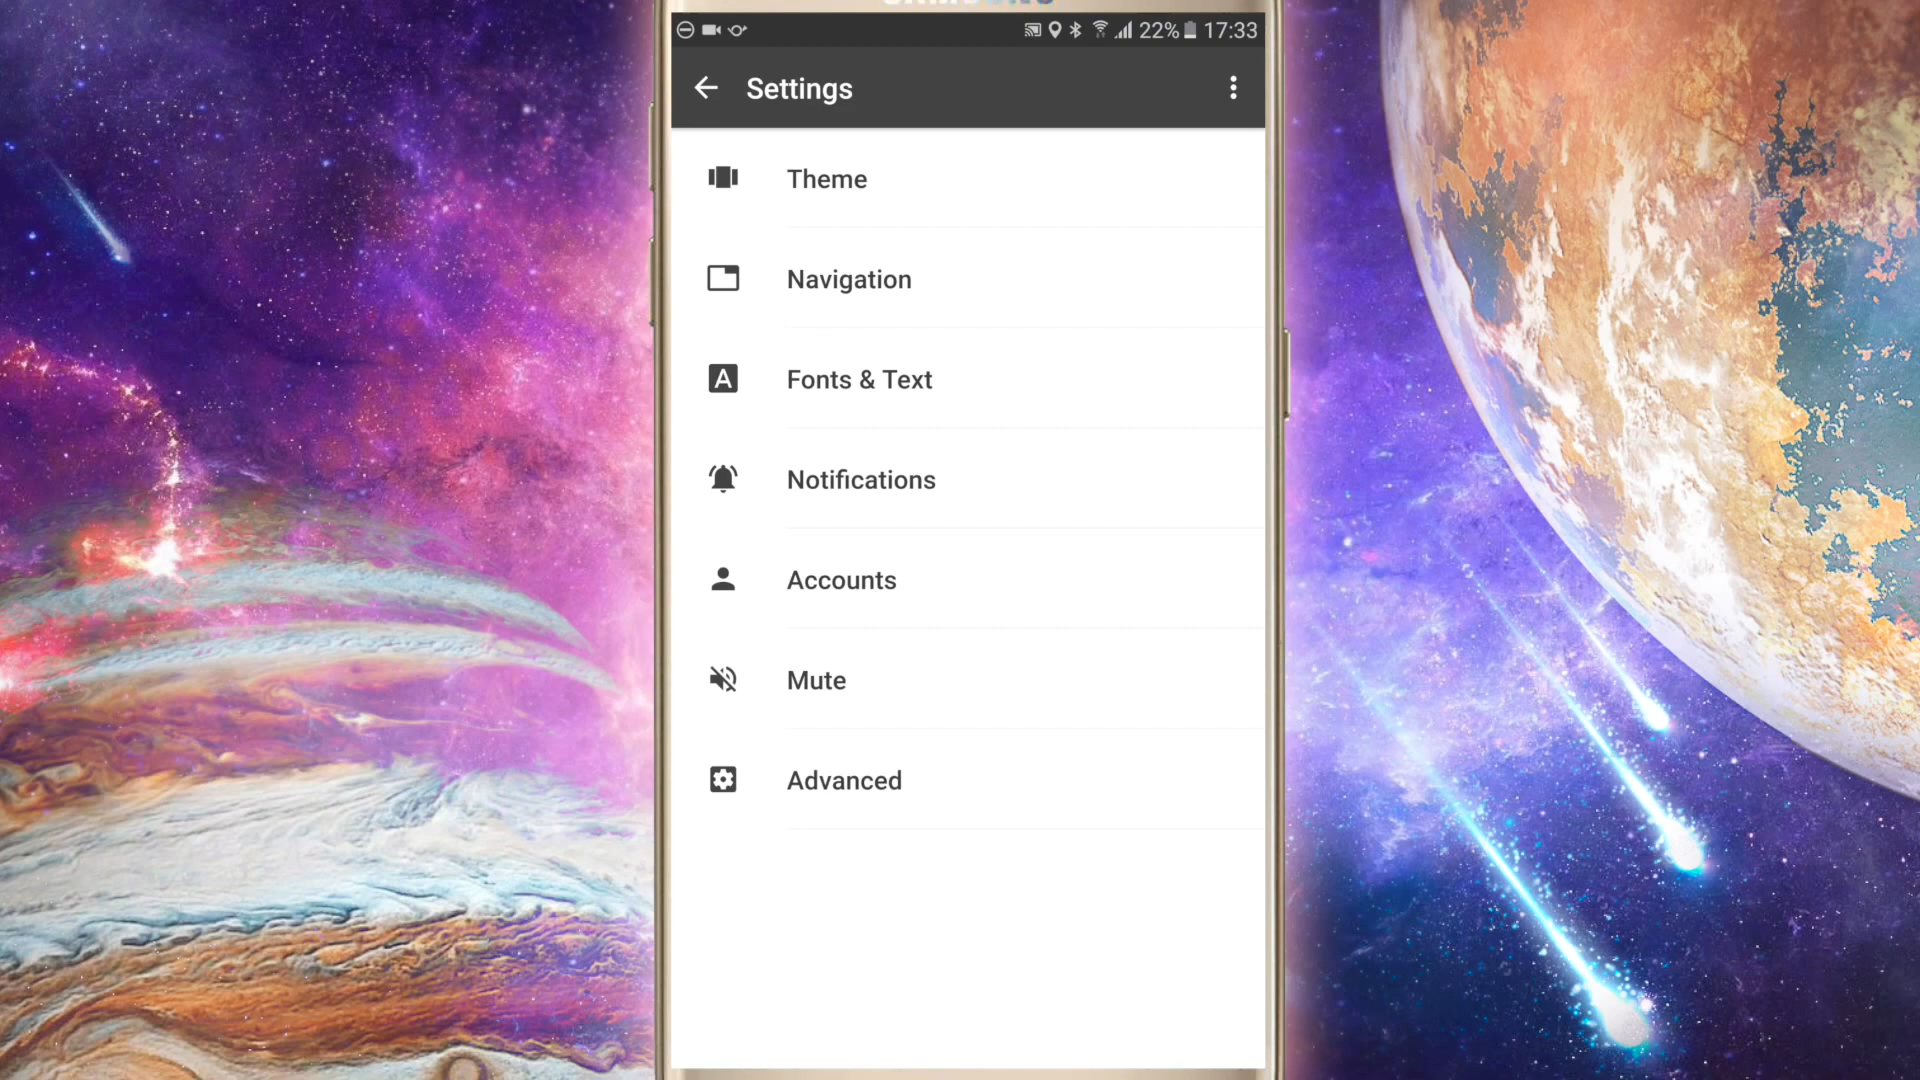 22% 17:33
Settings
Theme
Navigation
Fonts & Text
Notifications
Accounts
Mute
Advanced